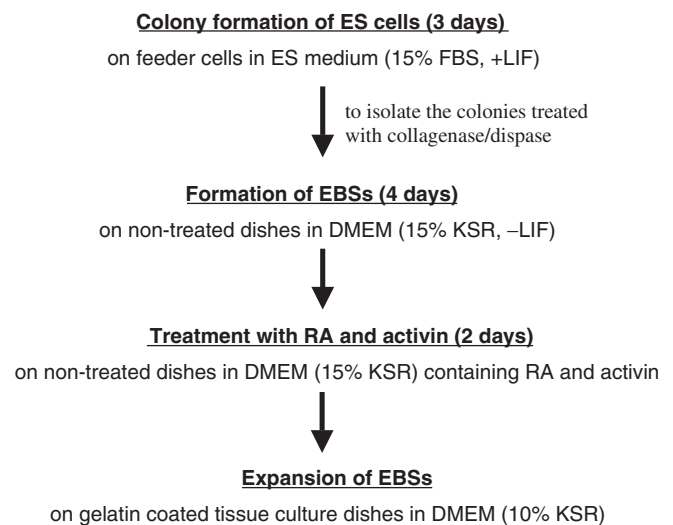 Colony formation of ES cells (3 days)
on feeder cells in ES medium (15% FBS, +LIF)
to isolate the colonies treated
with collagenase/dispase
Formation of EBSs (4 days)
on non-treated dishes in DMEM (15% KSR, –LIF)
Treatment with RA and activin (2 days)
on non-treated dishes in DMEM (15% KSR) containing RA and activin
Expansion of EBSs
on gelatin coated tissue culture dishes in DMEM (10% KSR)